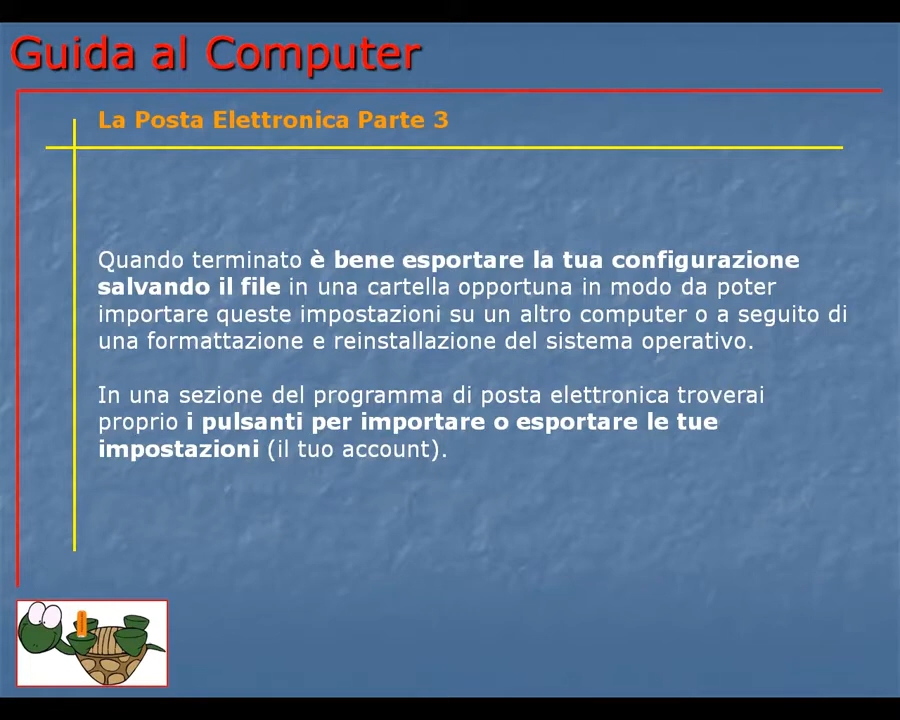 Guida al Computer
La Posta Elettronica Parte 3
Quando terminato è bene esportare la tua configurazione
salvando il file in una cartella opportuna in modo da poter
importare queste impostazioni su un altro computer o a seguito di
una formattazione e reinstallazione del sistema operativo.
In una sezione del programma di posta elettronica troverai
proprio i pulsanti per importare o esportare le tue
impostazioni (il tuo account).